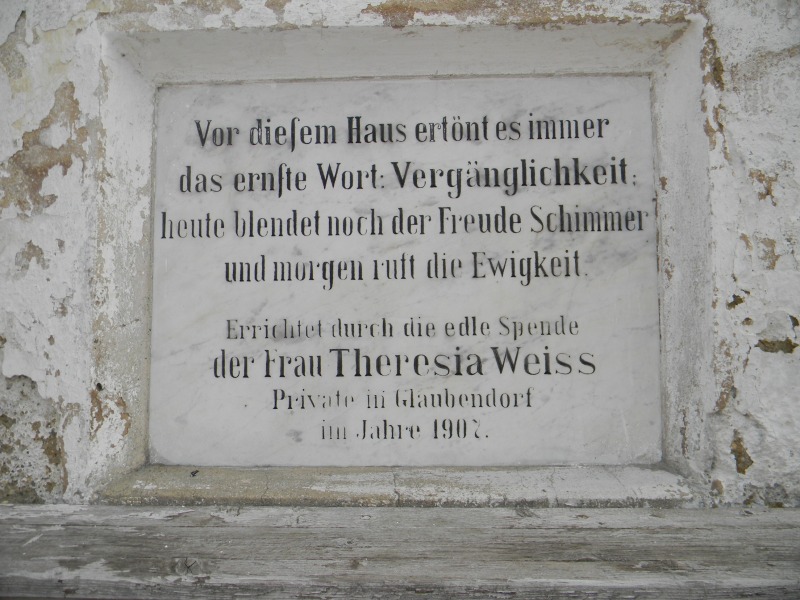 Vor dieſem Haus ertönt es immer
das ernſte Wort: Vergänglichkeit;
heute blendet noch der Freude Schimmer
und morgen ruft die Ewigkeit.
Errichtet durch die edle Spende
der Frau Theresia Weiss
Private in Glaubendorf
im Jahre 1907.